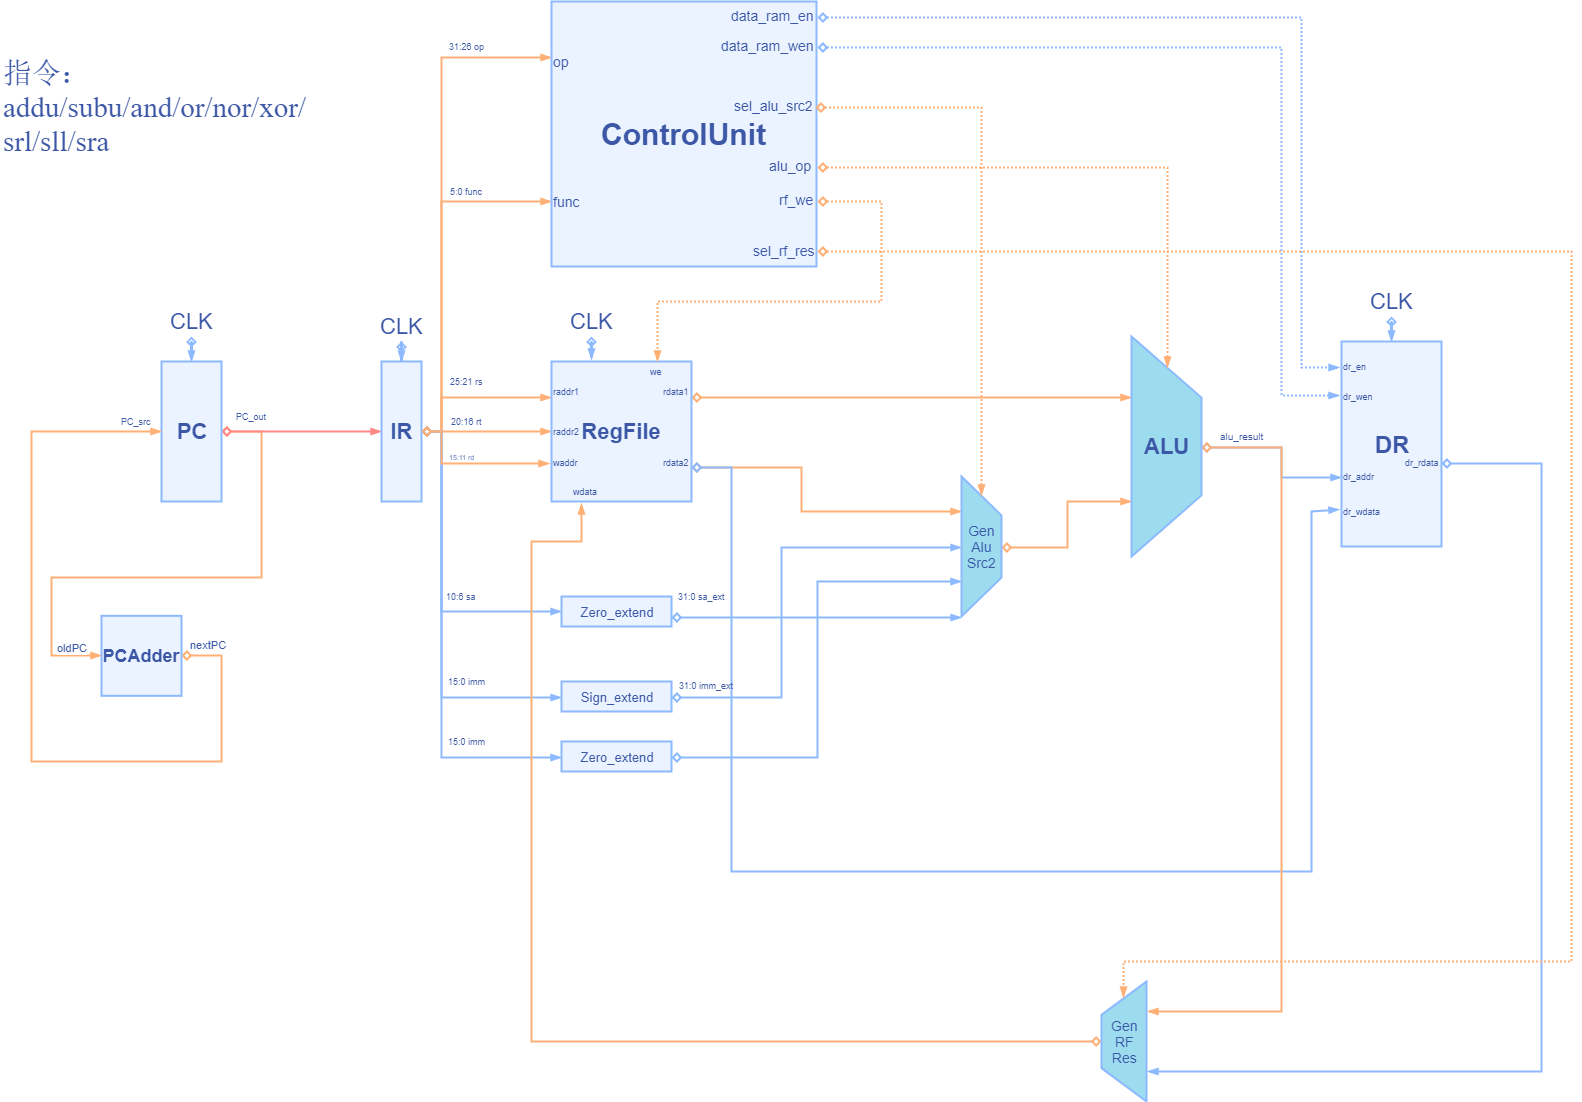 指令：
addu/subu/and/or/nor/xor/
srl/sll/sra
data_ram_en
data_ram_wen
31:26 op
op
sel_alu_src2
ControlUnit
alu_op
5:0 func
func
rf_we
sel_rf_res
CLK
CLK
CLK
CLK
we
dr_en
25:21 rs
raddr1
rdata1
dr_wen
PC_src
PC_out
20:16 rt
PC
IR
raddr2
RegFile
ALU
alu_result
DR
15:11 rd
waddr
rdata2
dr_rdata
dr_addr
wdata
dr_wdata
Gen
Alu
Src2
10:6 sa
Zero_extend
31:0 sa_ext
oldPC
PCAdder
nextPC
15:0 imm
Sign_extend
31:0 imm_ext
15:0 imm
Zero_extend
Gen
RF
Res